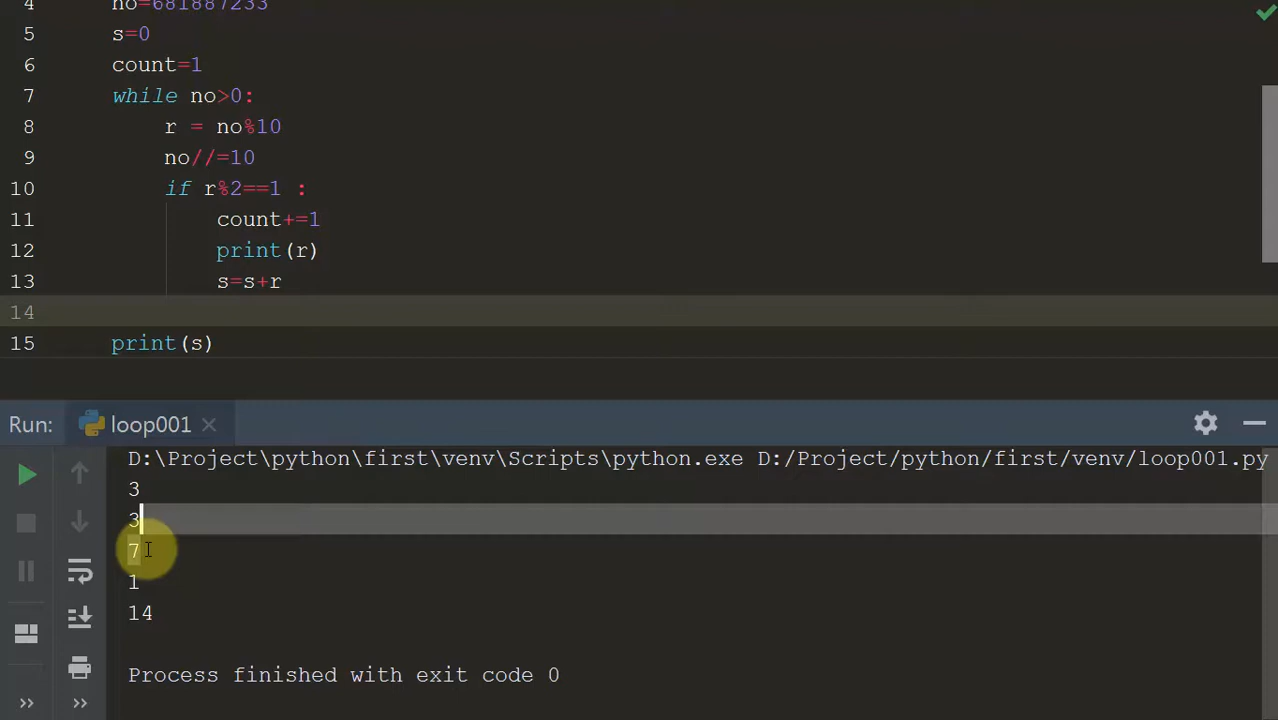 4 no=681887233
5 s=0
6 count=1
7 while no>0:
8 r = no%10
9 no//=10
10 if r%2==1 :
11 count+=1
12 print(r)
13 s=s+r
14
15 print(s)
Run: loop001
D:\Project\python\first\venv\Scripts\python.exe D:/Project/python/first/venv/loop001.py
3
3
7
1
14
Process finished with exit code 0